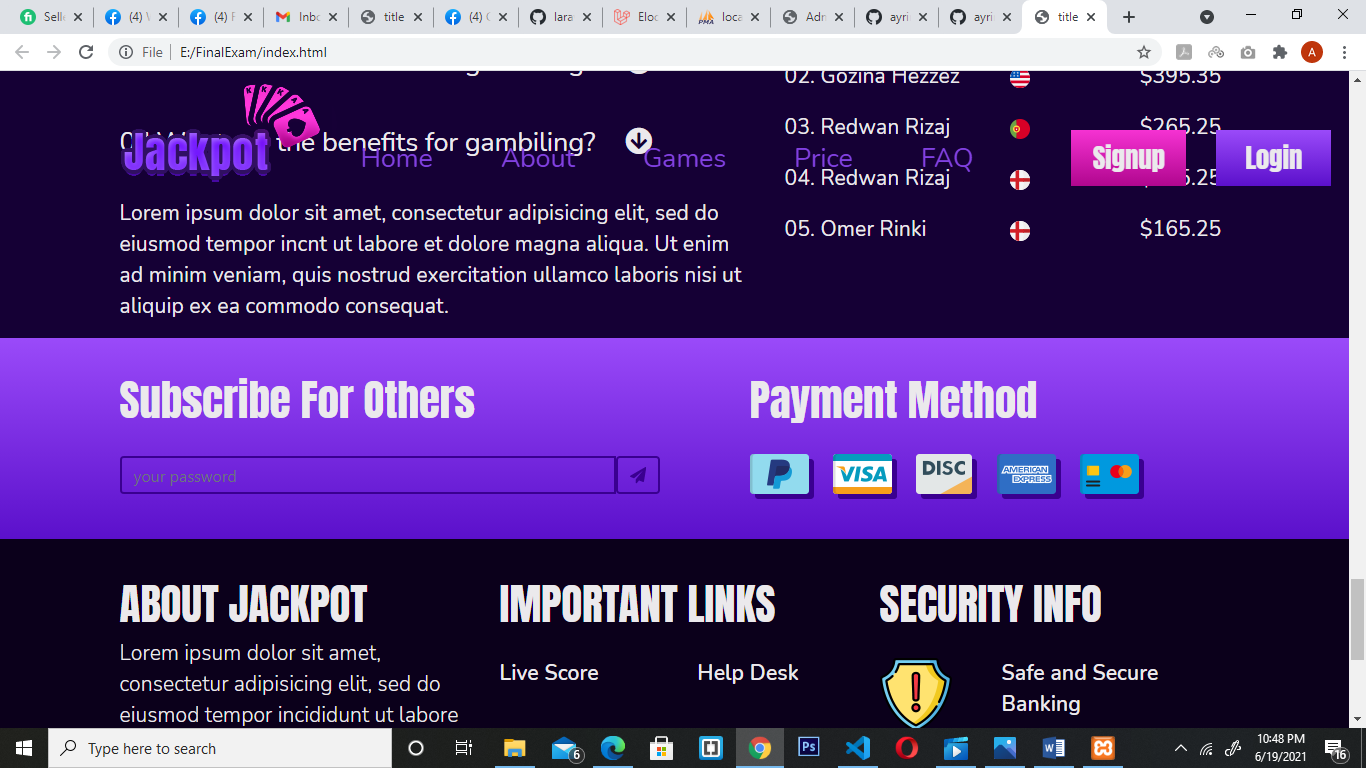 Selle
(4) V
(4) F
Inbo
title
(4) C
lara
Eloc
loca
Adn
ayri
ayri
title
File
E:/FinalExam/index.html
A
02. Gozina Hezzez $395.35
the benefits for gambiling?
03. Redwan Rizaj $265.25
Jackpot
Home About Games Price FAQ
Signup Login
04. Redwan Rizaj
Lorem ipsum dolor sit amet, consectetur adipisicing elit, sed do
05. Omer Rinki $165.25
eiusmod tempor incnt ut labore et dolore magna aliqua. Ut enim
ad minim veniam, quis nostrud exercitation ullamco laboris nisi ut
aliquip ex ea commodo consequat.
Subscribe For Others
Payment Method
your password
P VISA DISC AMERICAN EXPRESS
ABOUT JACKPOT
IMPORTANT LINKS
SECURITY INFO
Lorem ipsum dolor sit amet,
consectetur adipisicing elit, sed do
eiusmod tempor incididunt ut labore
Live Score
Help Desk
Safe and Secure
Banking
Type here to search
6
Ps
10:48 PM
6/19/2021
16